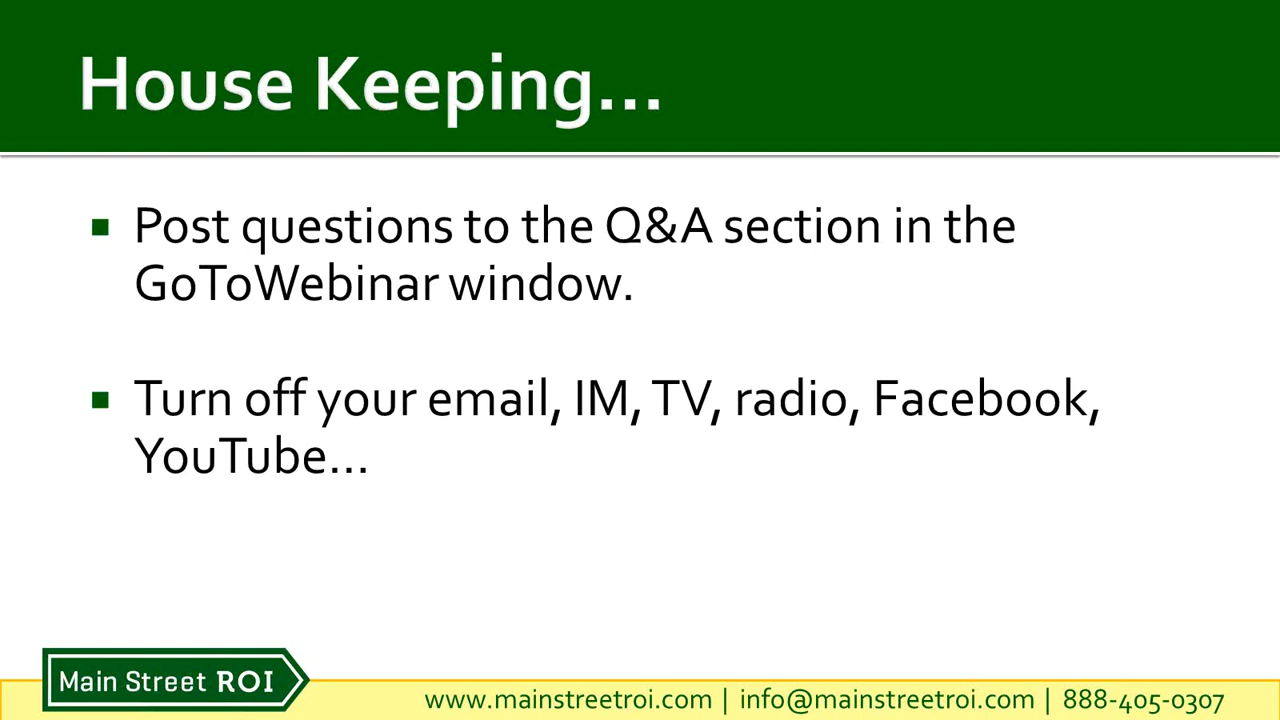 House Keeping...
Post questions to the Q&A section in the
GoToWebinar window.
Turn off your email, IM, TV, radio, Facebook,
YouTube...
Main Street ROI
www.mainstreetroi.com | info@mainstreetroi.com | 888-405-0307